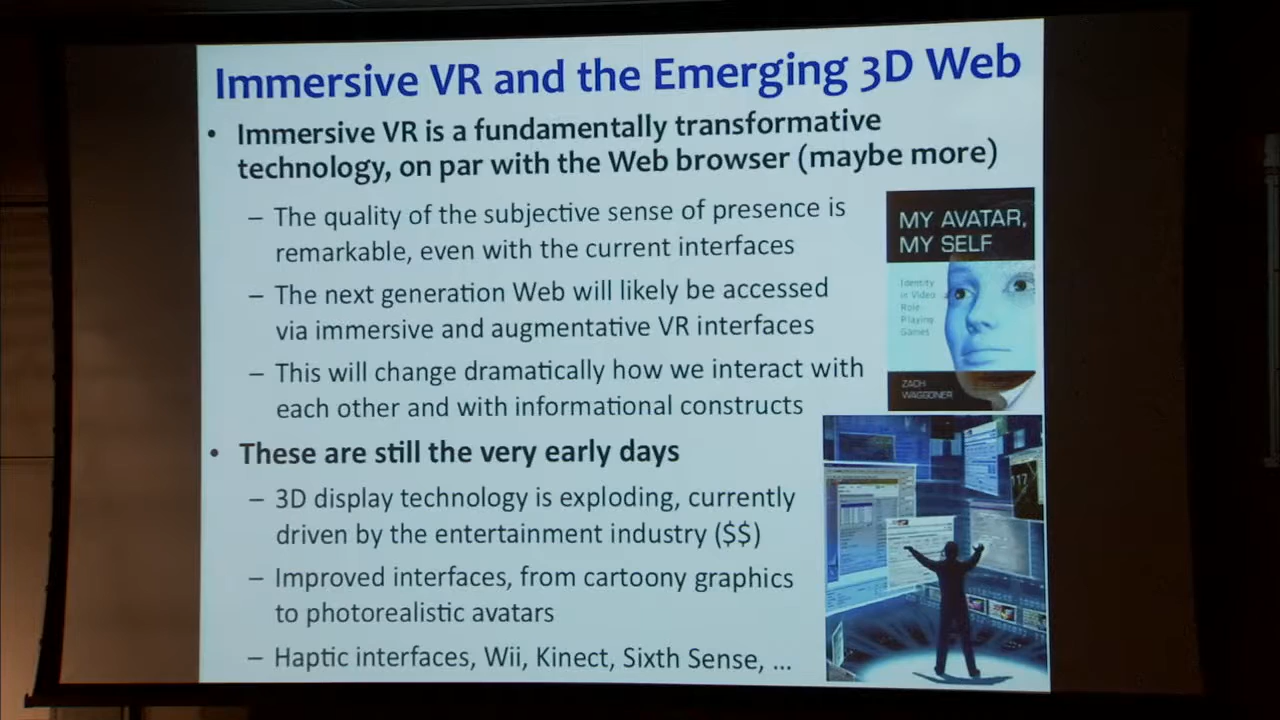 Immersive VR and the Emerging 3D Web
• Immersive VR is a fundamentally transformative
technology, on par with the Web browser (maybe more)
– The quality of the subjective sense of presence is
remarkable, even with the current interfaces
– The next generation Web will likely be accessed
via immersive and augmentative VR interfaces
– This will change dramatically how we interact with
each other and with informational constructs
• These are still the very early days
– 3D display technology is exploding, currently
driven by the entertainment industry ($$)
– Improved interfaces, from cartoony graphics
to photorealistic avatars
– Haptic interfaces, Wii, Kinect, Sixth Sense, ...
MY AVATAR,
MY SELF
Identity
in Video
Role
Playing
Games
ZACH
WAGGONER